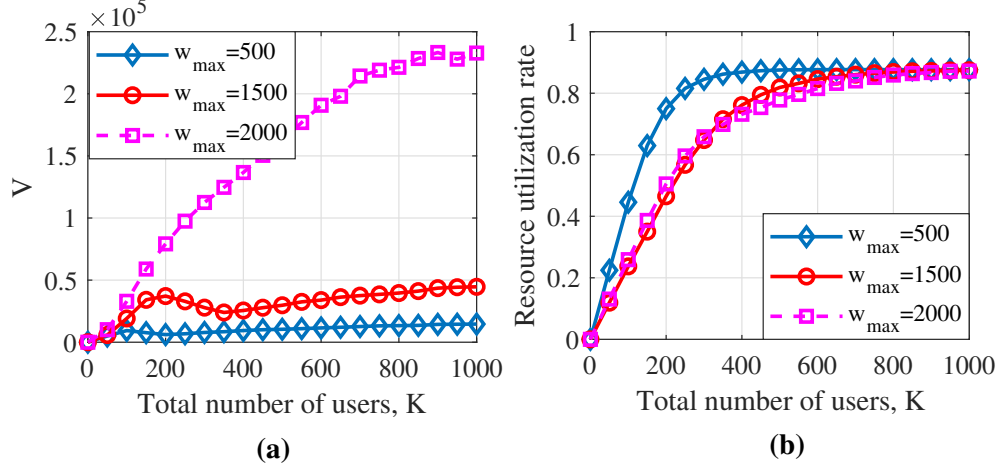 × 10^5
2.5
2
1.5
1
0.5
0
V
w_max=500
w_max=1500
w_max=2000
0 200 400 600 800 1000
Total number of users, K
(a)
1
0.8
0.6
0.4
0.2
0
Resource utilization rate
w_max=500
w_max=1500
w_max=2000
0 200 400 600 800 1000
Total number of users, K
(b)